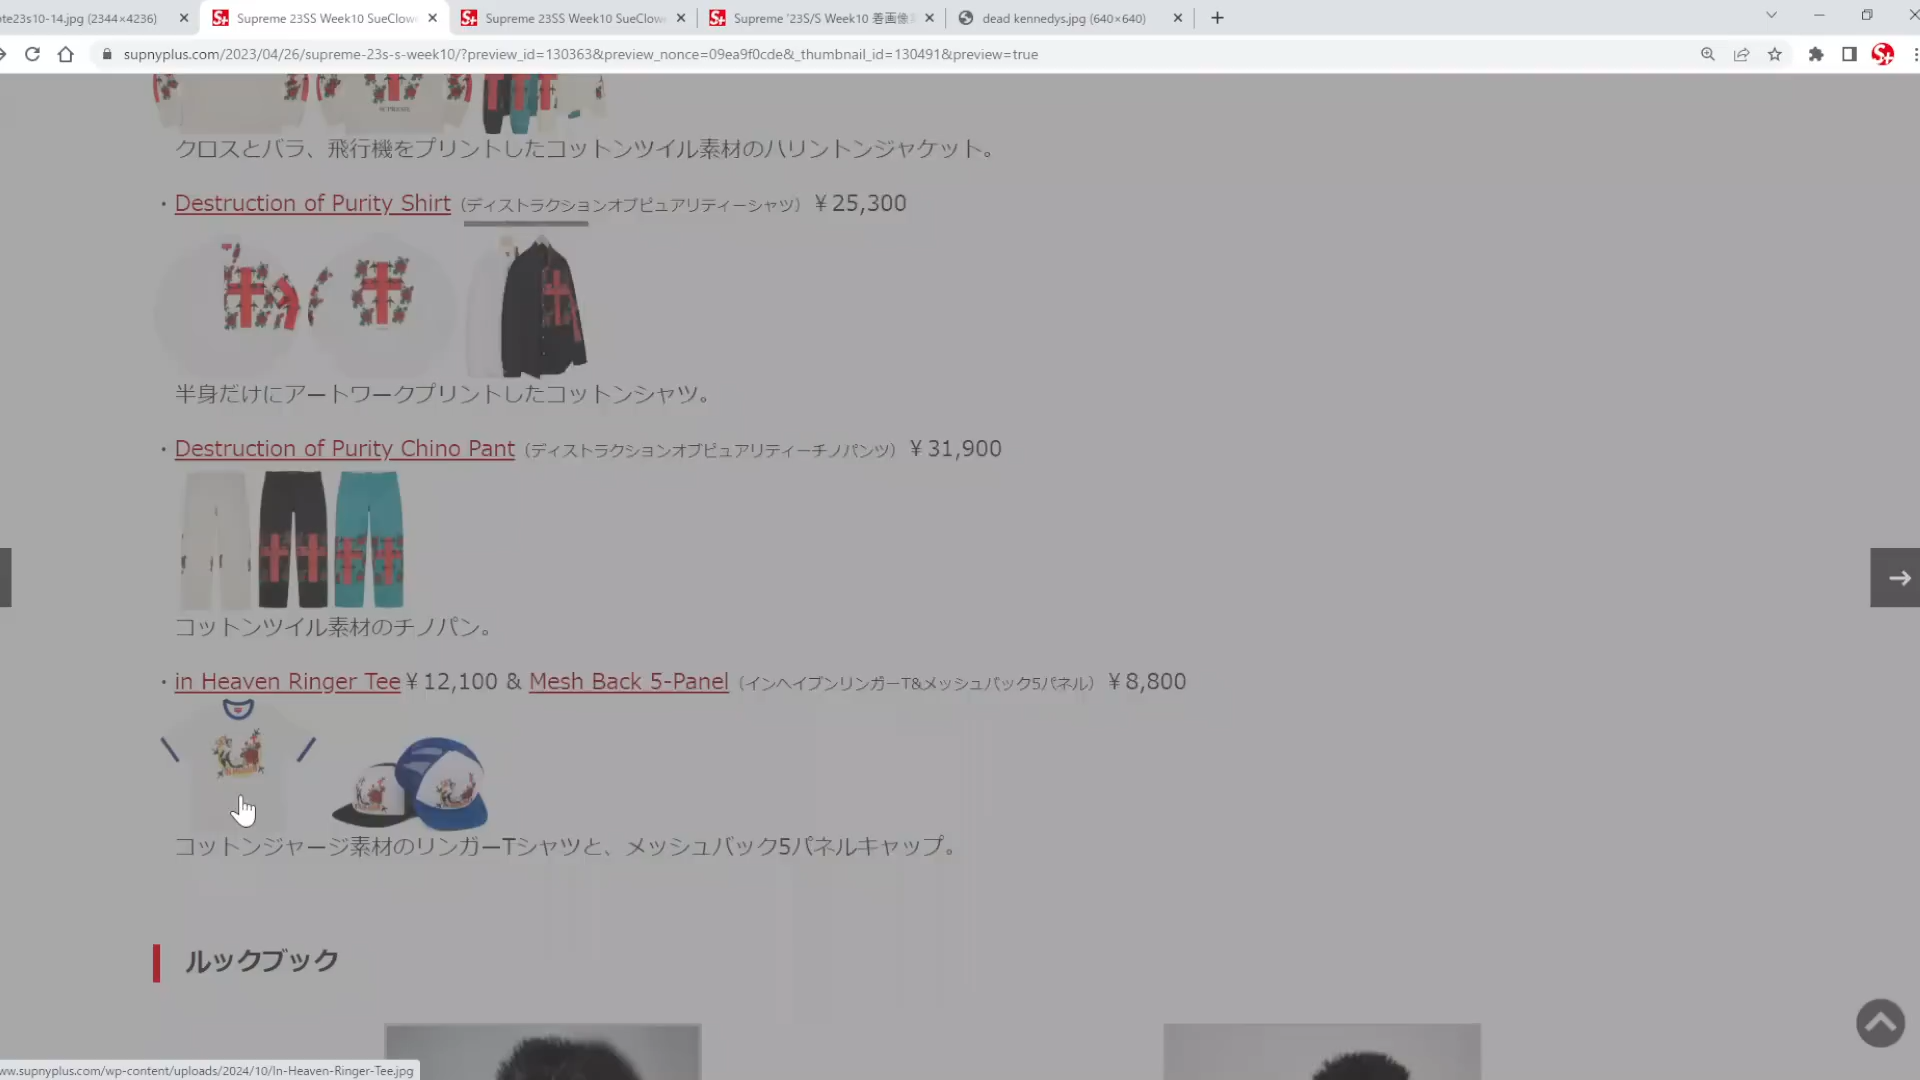 te23s10-14.jpg (2344×4236)
Supreme 23SS Week10 SueClow
Supreme 23SS Week10 SueClow
Supreme '23S/S Week10 着画像
dead kennedys.jpg (640×640)
supnyplus.com/2023/04/26/supreme-23s-s-week10/?preview_id=130363&preview_nonce=09ea9f0cde&_thumbnail_id=130491&preview=true
SUPREME
クロスとバラ、飛行機をプリントしたコットンツイル素材のハリントンジャケット。
・Destruction of Purity Shirt（ディストラクションオブピュアリティーシャツ）￥25,300
半身だけにアートワークプリントしたコットンシャツ。
・Destruction of Purity Chino Pant（ディストラクションオブピュアリティーチノパンツ）￥31,900
コットンツイル素材のチノパン。
・in Heaven Ringer Tee￥12,100 & Mesh Back 5-Panel（インヘイブンリンガーT&メッシュバック5パネル）￥8,800
コットンジャージ素材のリンガーTシャツと、メッシュバック5パネルキャップ。
ルックブック
ww.supnyplus.com/wp-content/uploads/2024/10/In-Heaven-Ringer-Tee.jpg